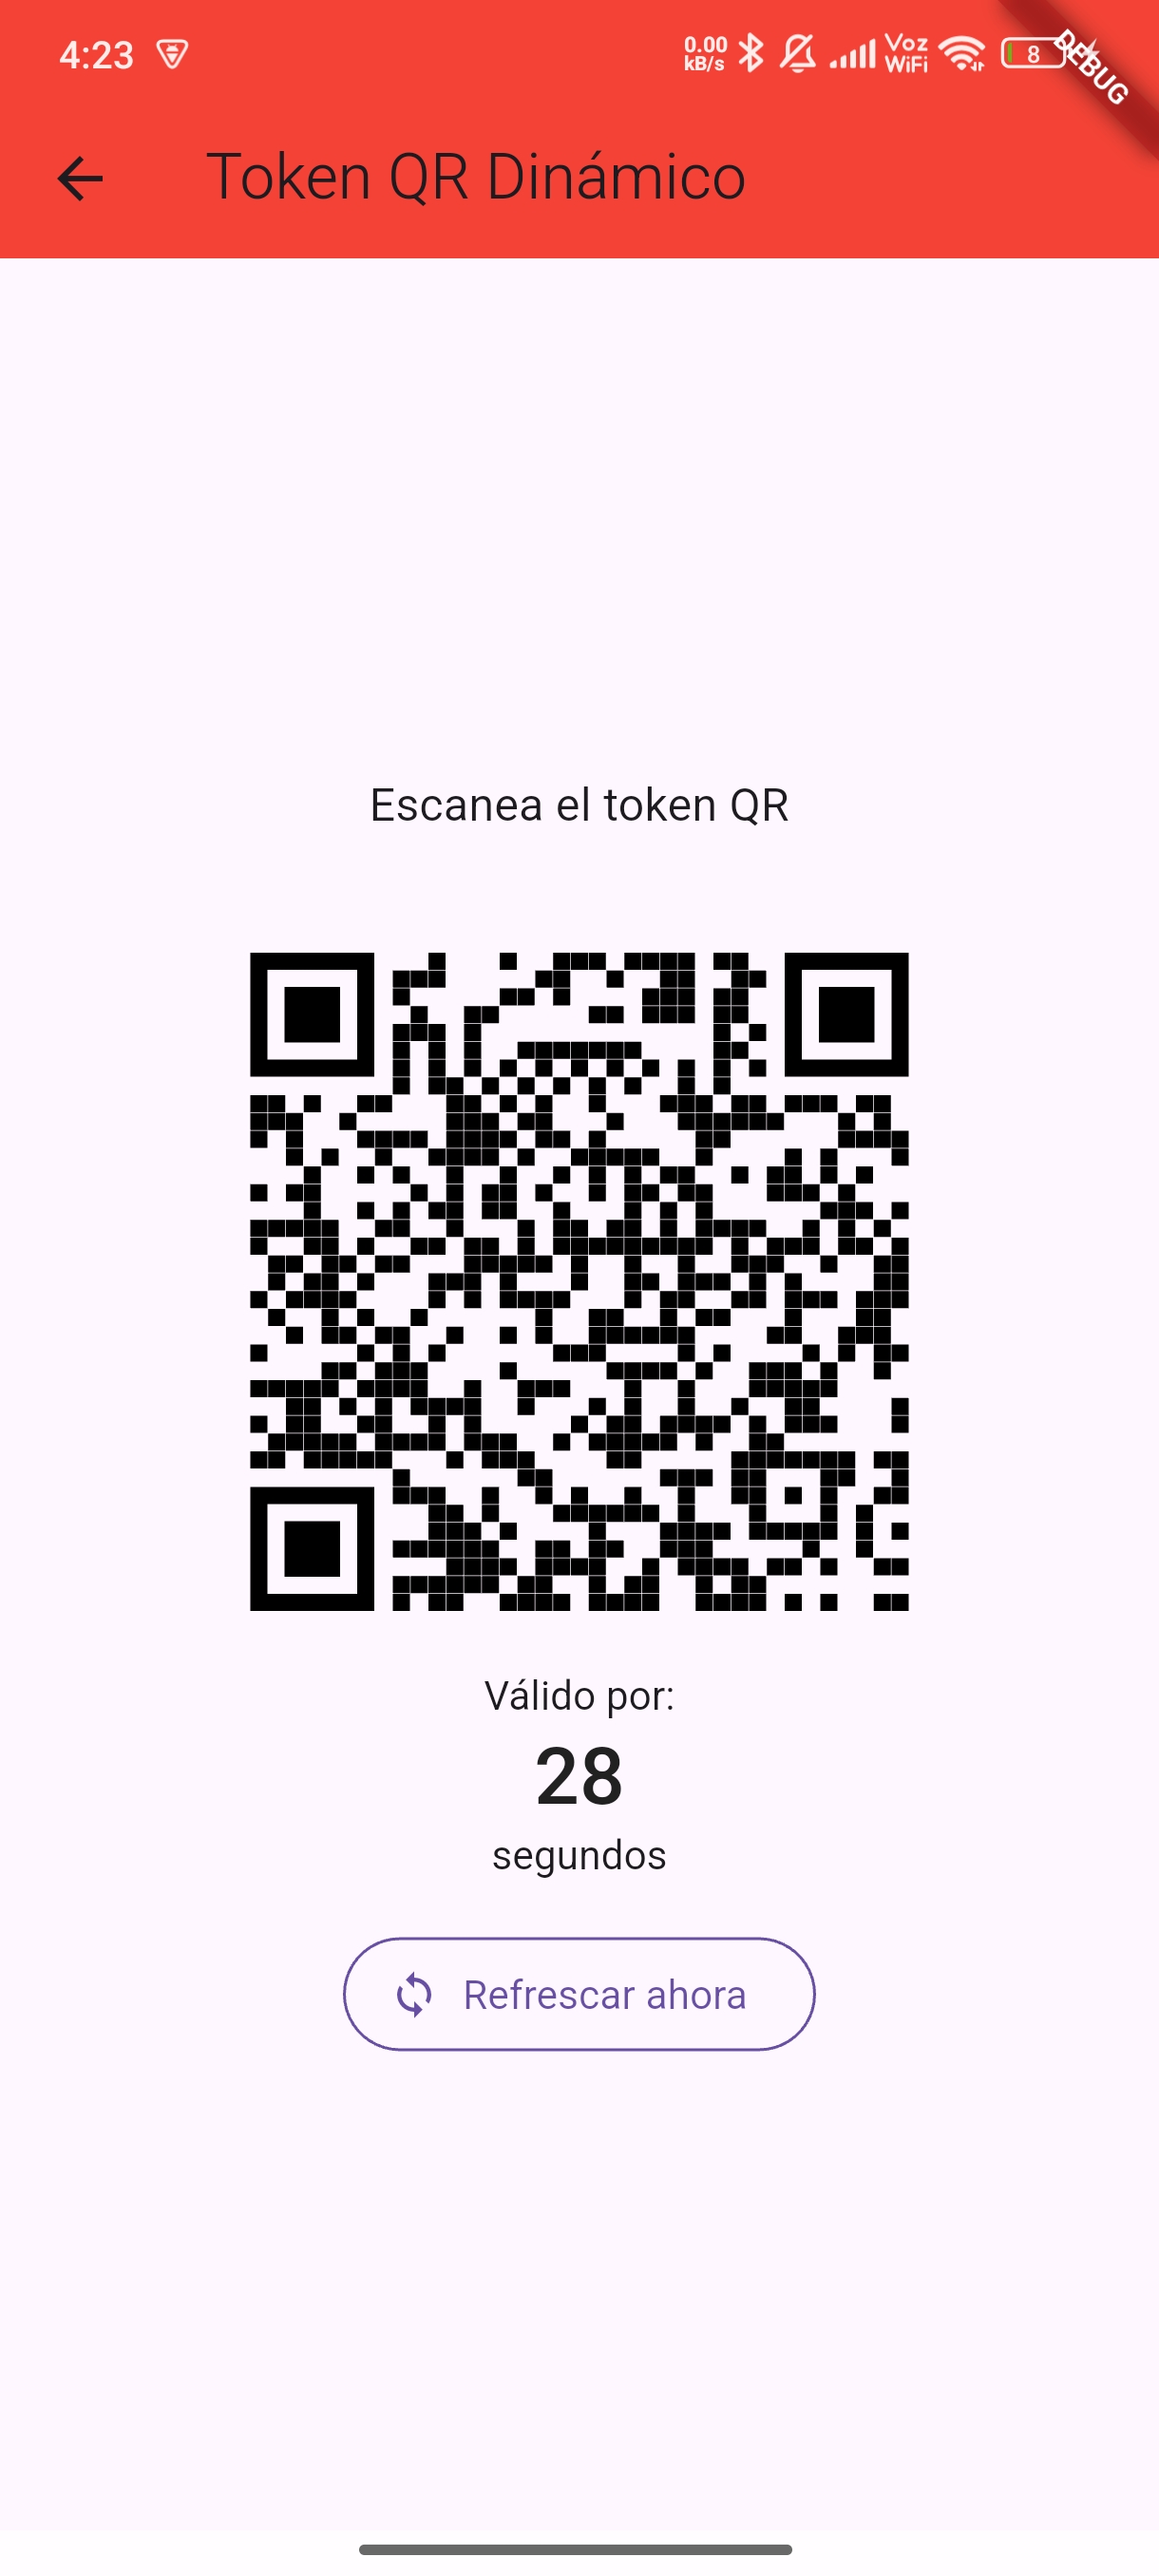 4:23
0.00
kB/s
Voz
WiFi
8
DEBUG
Token QR Dinámico
Escanea el token QR
Válido por:
28
segundos
Refrescar ahora